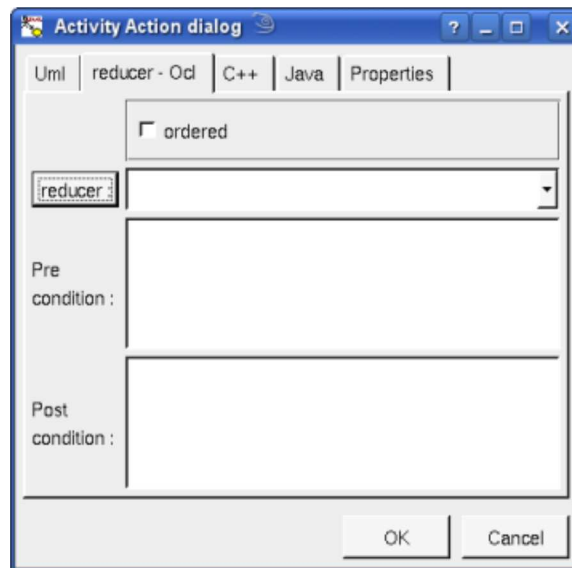 Activity Action dialog
Uml reducer - Ocl C++ Java Properties
ordered
reducer :
Pre
condition :
Post
condition :
OK Cancel